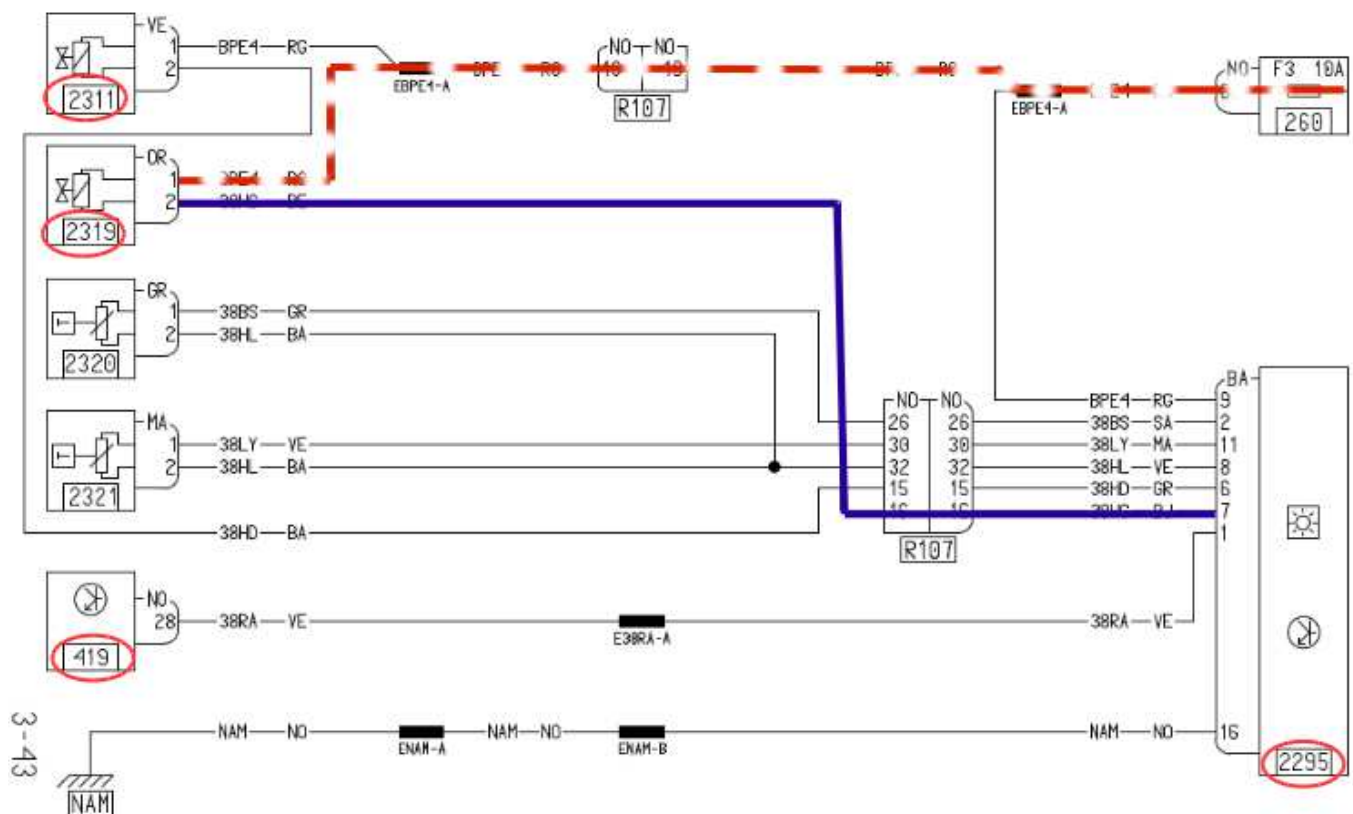 VE
1 BPE4 RG
2
2311
EBPE4-A
NO NO
R107
EBPE4-A
NO F3 10A
260
OR
1
2
2319
GR
1 38BS GR
2 38HL BA
2320
MA
1 38LY VE
2 38HL BA
2321
38HD BA
NO NO
26 26
30 30
32 32
15 15
16 16
R107
BA
BPE4 RG 9
38BS SA 2
38LY MA 11
38HL VE 8
38HD GR 6
7
1
NO
28 38RA VE
E38RA-A
38RA VE
419
NAM NO
ENAM-A
NAM NO
ENAM-B
NAM NO 16
2295
NAM
3-43